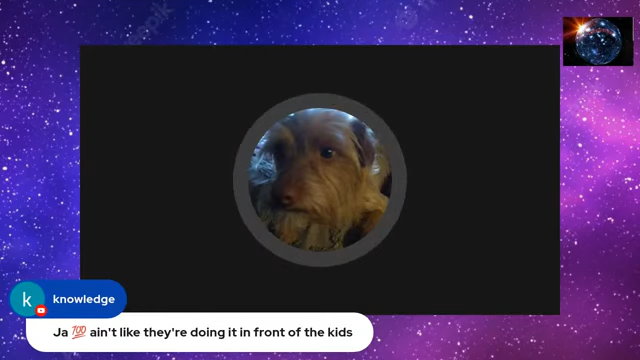 k knowledge
Ja 💯 ain't like they're doing it in front of the kids